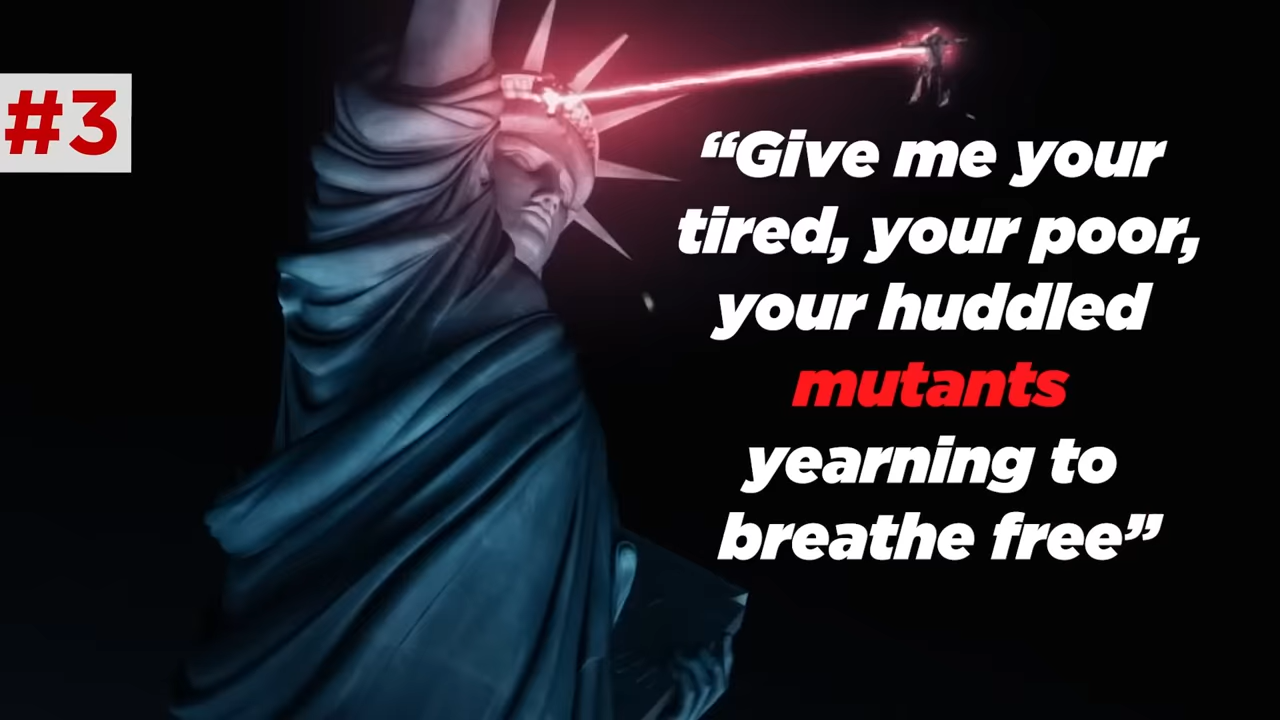 #3
“Give me your
tired, your poor,
your huddled
mutants
yearning to
breathe free”